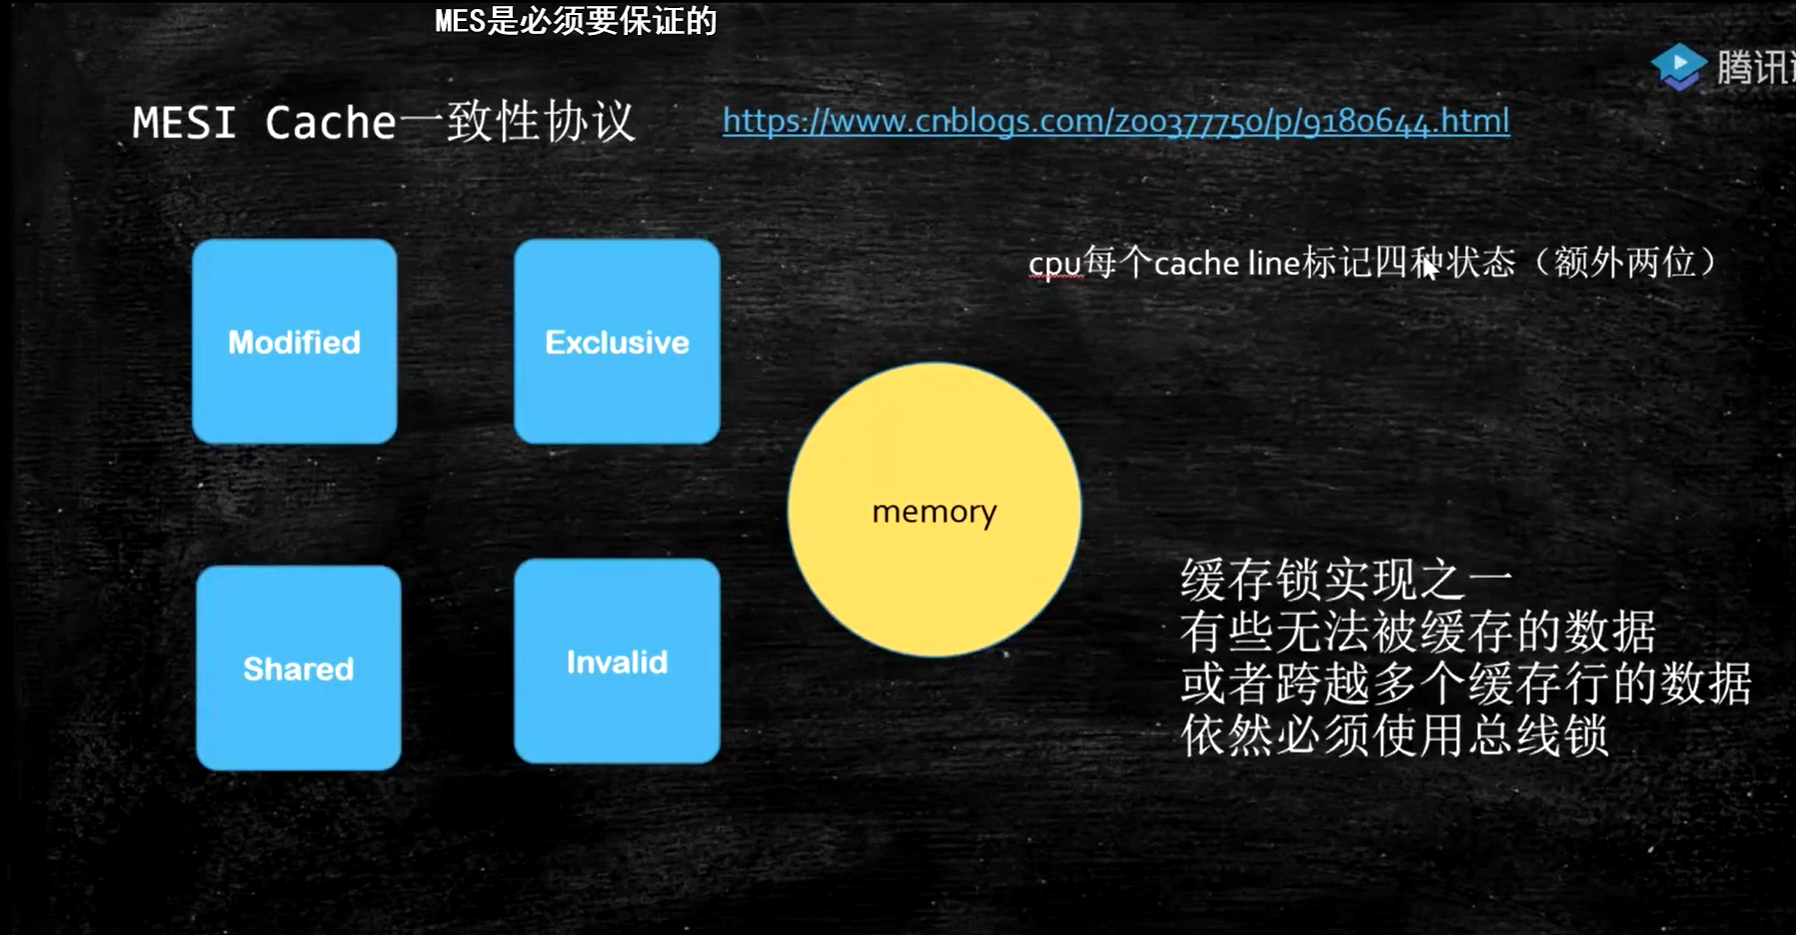 MES是必须要保证的
腾讯
MESI Cache一致性协议
https://www.cnblogs.com/z00377750/p/9180644.html
cpu每个cache line标记四种状态（额外两位）
Modified
Exclusive
memory
Shared
Invalid
缓存锁实现之一
有些无法被缓存的数据
或者跨越多个缓存行的数据
依然必须使用总线锁